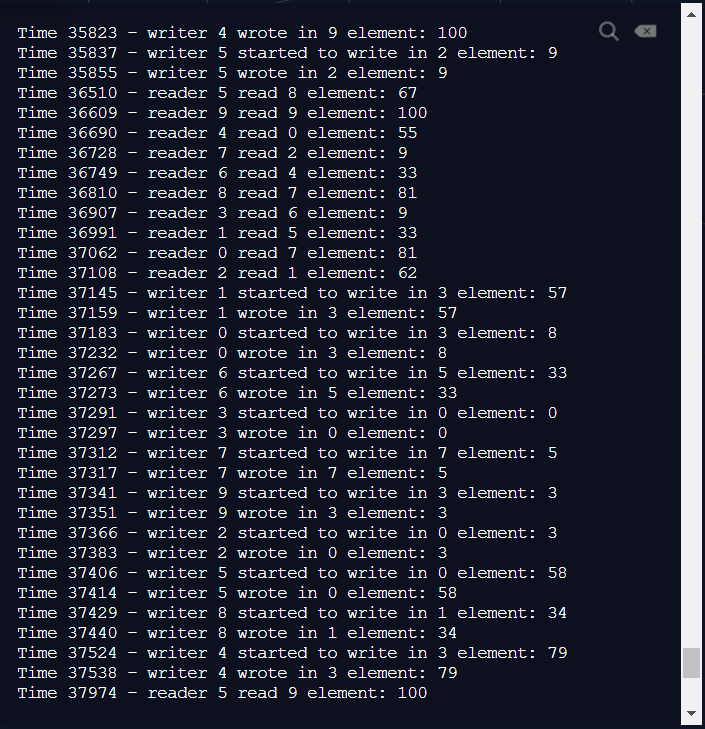 Time 35823 - writer 4 wrote in 9 element: 100
Time 35837 - writer 5 started to write in 2 element: 9
Time 35855 - writer 5 wrote in 2 element: 9
Time 36510 - reader 5 read 8 element: 67
Time 36609 - reader 9 read 9 element: 100
Time 36690 - reader 4 read 0 element: 55
Time 36728 - reader 7 read 2 element: 9
Time 36749 - reader 6 read 4 element: 33
Time 36810 - reader 8 read 7 element: 81
Time 36907 - reader 3 read 6 element: 9
Time 36991 - reader 1 read 5 element: 33
Time 37062 - reader 0 read 7 element: 81
Time 37108 - reader 2 read 1 element: 62
Time 37145 - writer 1 started to write in 3 element: 57
Time 37159 - writer 1 wrote in 3 element: 57
Time 37183 - writer 0 started to write in 3 element: 8
Time 37232 - writer 0 wrote in 3 element: 8
Time 37267 - writer 6 started to write in 5 element: 33
Time 37273 - writer 6 wrote in 5 element: 33
Time 37291 - writer 3 started to write in 0 element: 0
Time 37297 - writer 3 wrote in 0 element: 0
Time 37312 - writer 7 started to write in 7 element: 5
Time 37317 - writer 7 wrote in 7 element: 5
Time 37341 - writer 9 started to write in 3 element: 3
Time 37351 - writer 9 wrote in 3 element: 3
Time 37366 - writer 2 started to write in 0 element: 3
Time 37383 - writer 2 wrote in 0 element: 3
Time 37406 - writer 5 started to write in 0 element: 58
Time 37414 - writer 5 wrote in 0 element: 58
Time 37429 - writer 8 started to write in 1 element: 34
Time 37440 - writer 8 wrote in 1 element: 34
Time 37524 - writer 4 started to write in 3 element: 79
Time 37538 - writer 4 wrote in 3 element: 79
Time 37974 - reader 5 read 9 element: 100